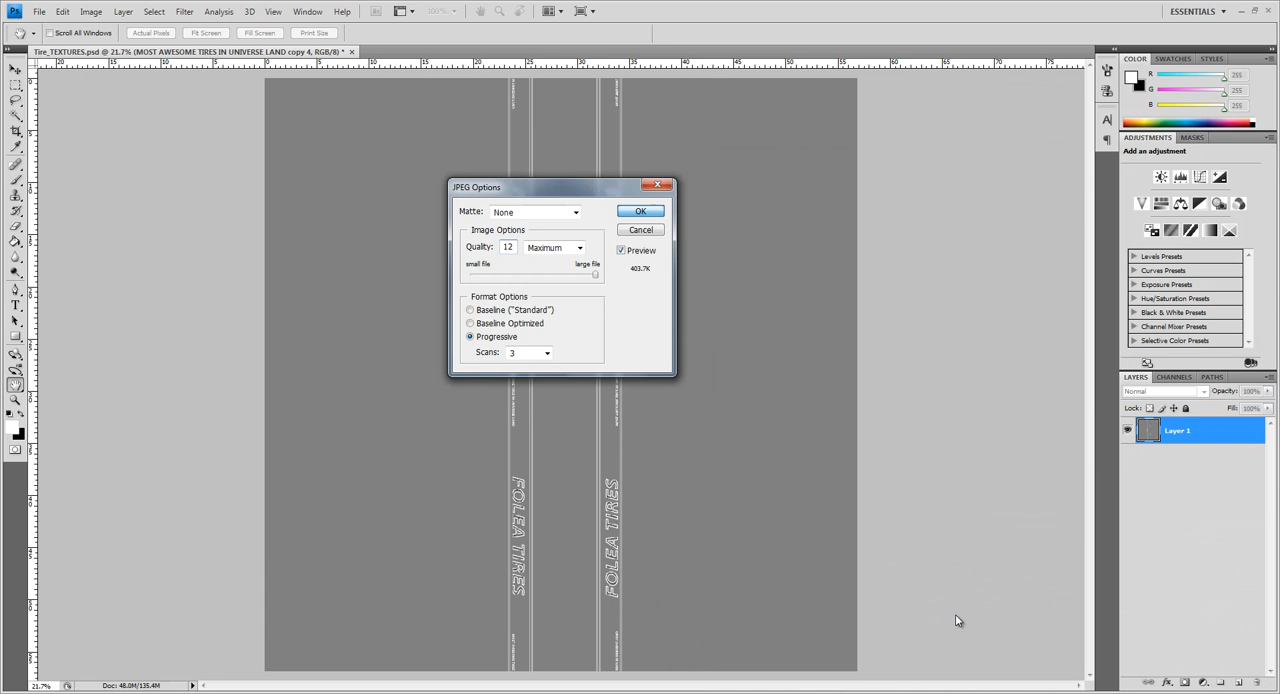 Ps File Edit Image Layer Select Filter Analysis 3D View Window Help 100% ESSENTIALS
Scroll All Windows Actual Pixels Fit Screen Fill Screen Print Size
Tire_TEXTURES.psd @ 21.7% (MOST AWESOME TIRES IN UNIVERSE LAND copy 4, RGB/8) *
COLOR SWATCHES STYLES
R 255
G 255
B 255
ADJUSTMENTS MASKS
Add an adjustment
Levels Presets
Curves Presets
Exposure Presets
Hue/Saturation Presets
Black & White Presets
Channel Mixer Presets
Selective Color Presets
LAYERS CHANNELS PATHS
Normal Opacity: 100%
Lock: Fill: 100%
Layer 1
JPEG Options
Matte: None
OK
Cancel
Preview
403.7K
Image Options
Quality: 12 Maximum
small file large file
Format Options
Baseline ("Standard")
Baseline Optimized
Progressive
Scans: 3
FOLEA TIRES
FOLEA TIRES
21.7% Doc: 48.0M/135.4M